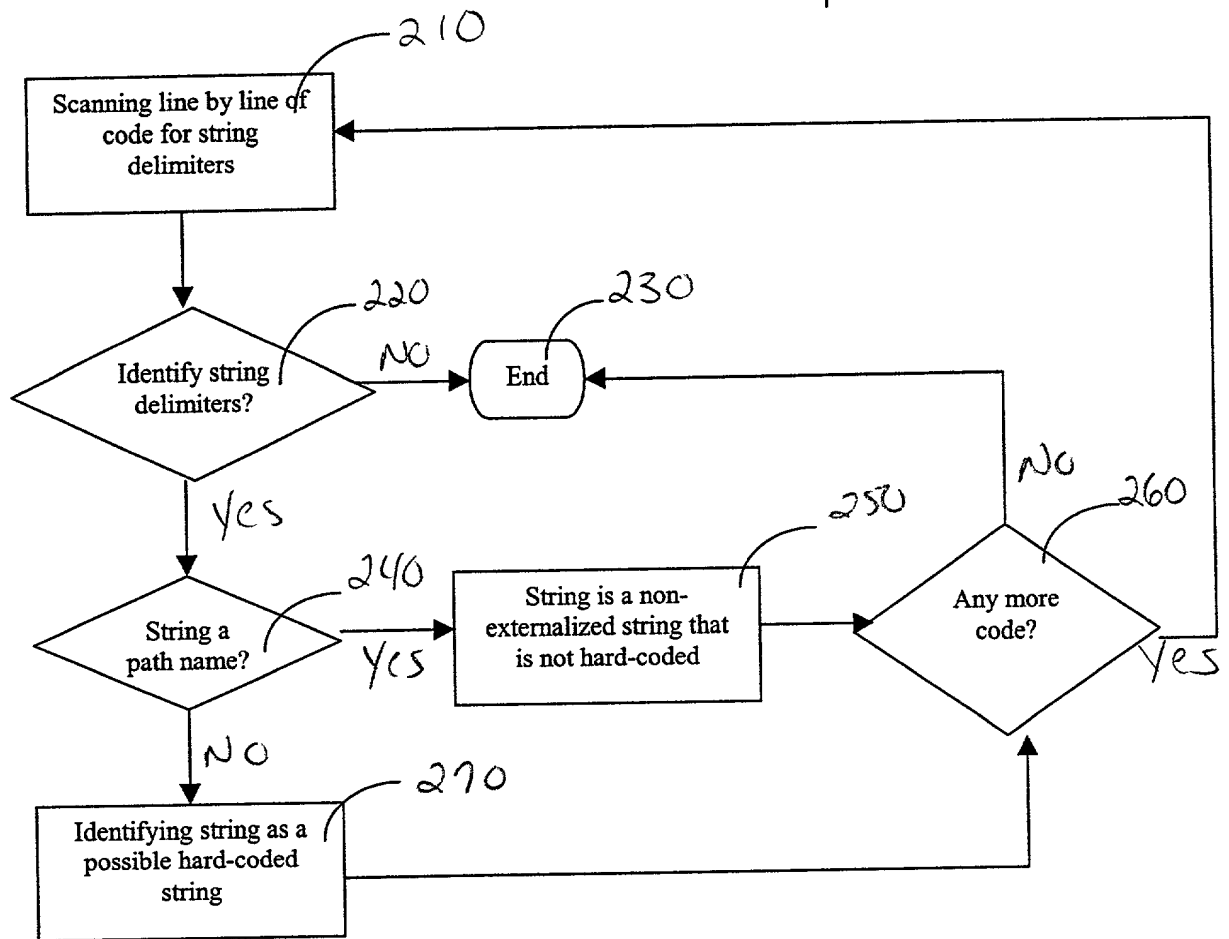 210
Scanning line by line of
code for string
delimiters
220
Identify string
delimiters?
NO
230
End
Yes
240
String a
path name?
Yes
250
String is a non-
externalized string that
is not hard-coded
260
Any more
code?
No
Yes
NO
270
Identifying string as a
possible hard-coded
string